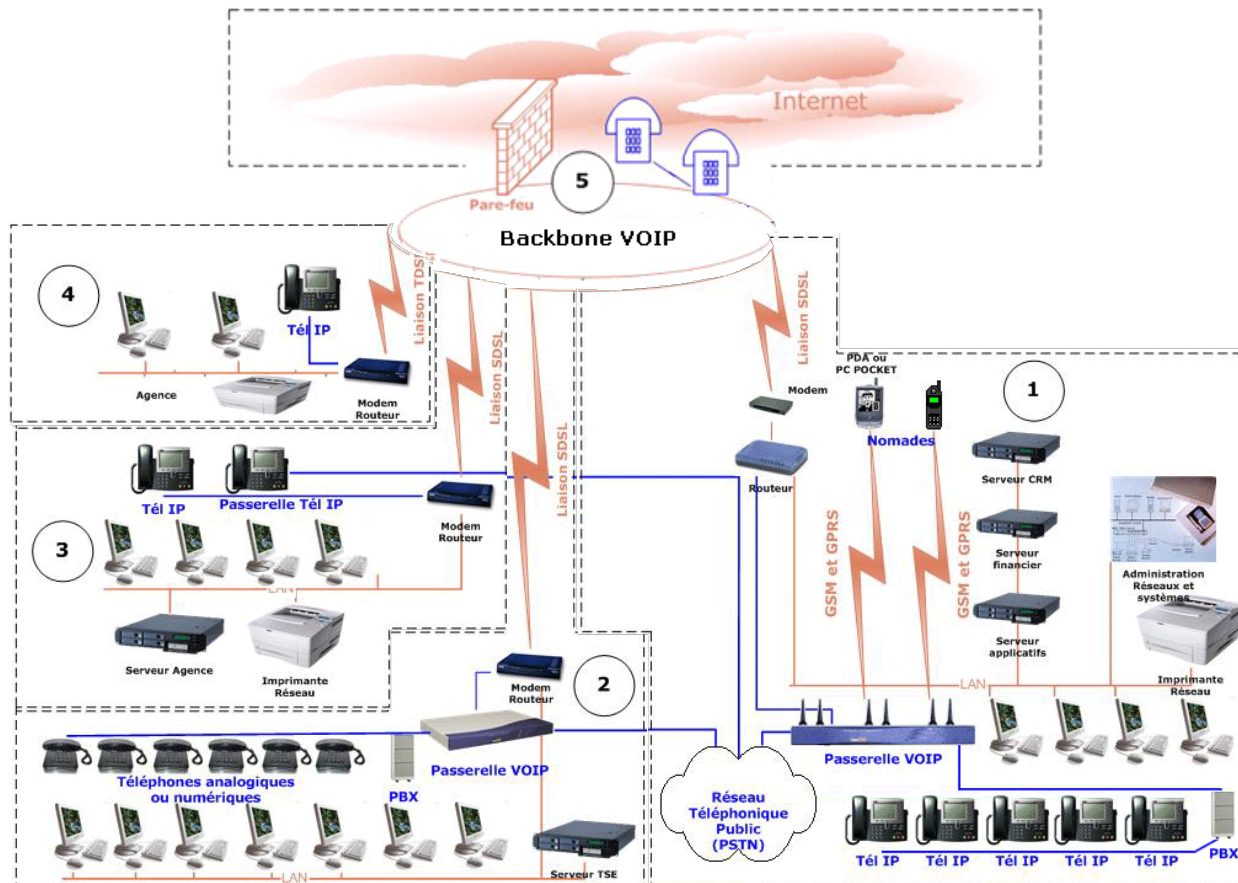 Internet
Pare-feu
5
Backbone VOIP
4
Tél IP
Agence
Modem
Routeur
Liaison TDSL
Liaison SDSL
Liaison SDSL
Liaison SDSL
3
Tél IP
Passerelle Tél IP
Modem
Routeur
LAN
Serveur Agence
Imprimante
Réseau
2
Modem
Routeur
Passerelle VOIP
Téléphones analogiques
ou numériques
PBX
LAN
Serveur TSE
Réseau
Téléphonique
Public
(PSTN)
1
Modem
Routeur
PDA ou
PC POCKET
Nomades
GSM et GPRS
GSM et GPRS
Serveur CRM
Serveur
financier
Serveur
applicatifs
Administration
Réseaux et
systèmes
Imprimante
Réseau
LAN
Passerelle VOIP
Tél IP
Tél IP
Tél IP
Tél IP
Tél IP
PBX